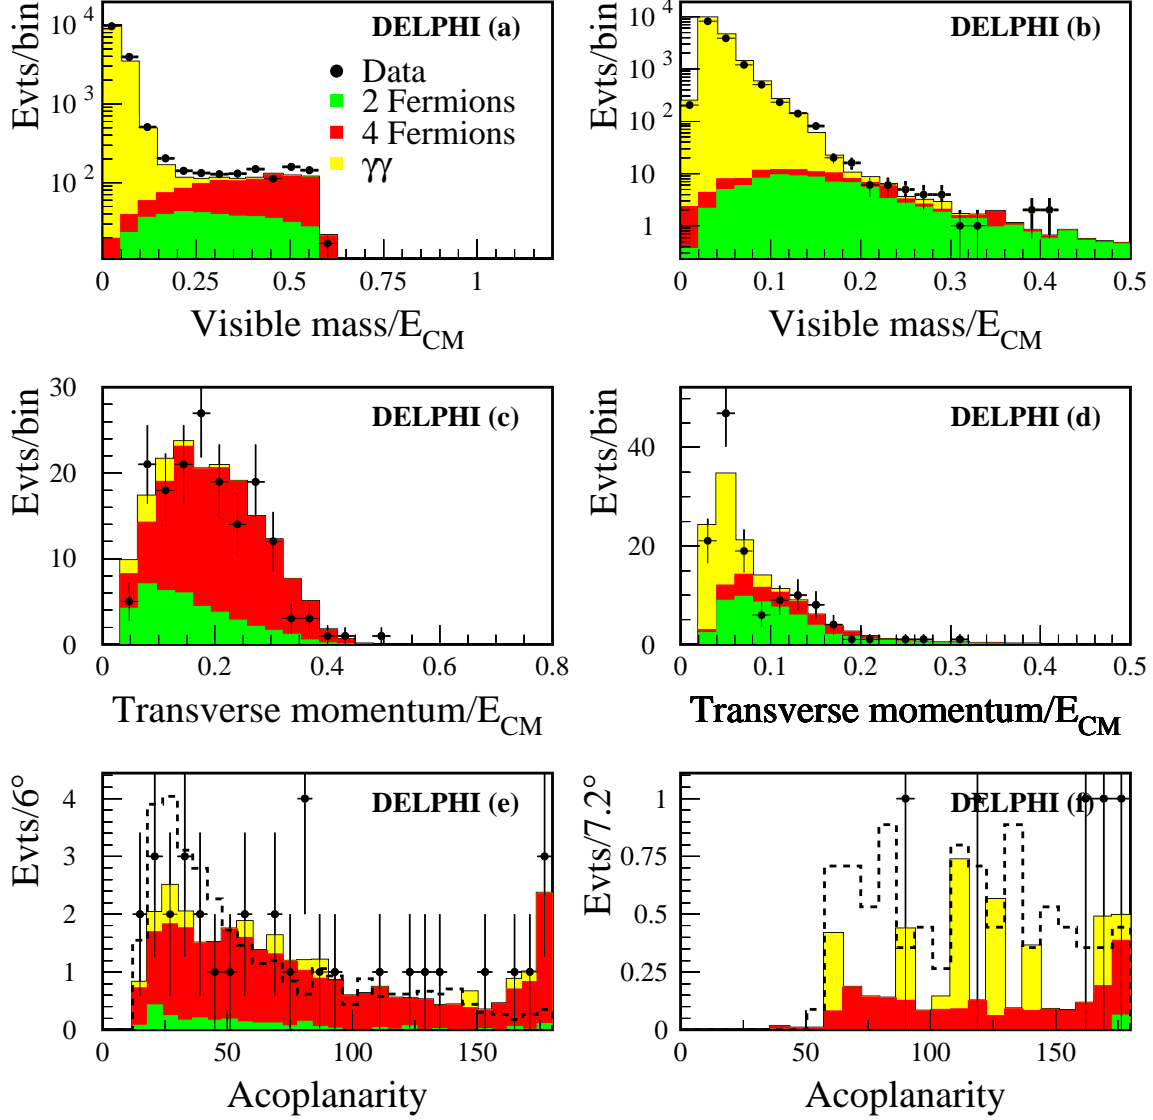 DELPHI (a)
Evts/bin
10^4
10^3
10^2
Data
2 Fermions
4 Fermions
γγ
0 0.25 0.5 0.75 1
Visible mass/E_CM
DELPHI (b)
Evts/bin
10^4
10^3
10^2
10
1
0 0.1 0.2 0.3 0.4 0.5
Visible mass/E_CM
DELPHI (c)
Evts/bin
30
20
10
0
0 0.2 0.4 0.6 0.8
Transverse momentum/E_CM
DELPHI (d)
Evts/bin
40
20
0
0 0.1 0.2 0.3 0.4 0.5
Transverse momentum/E_CM
DELPHI (e)
Evts/6°
4
3
2
1
0
0 50 100 150
Acoplanarity
DELPHI (f)
Evts/7.2°
1
0.75
0.5
0.25
0
0 50 100 150
Acoplanarity